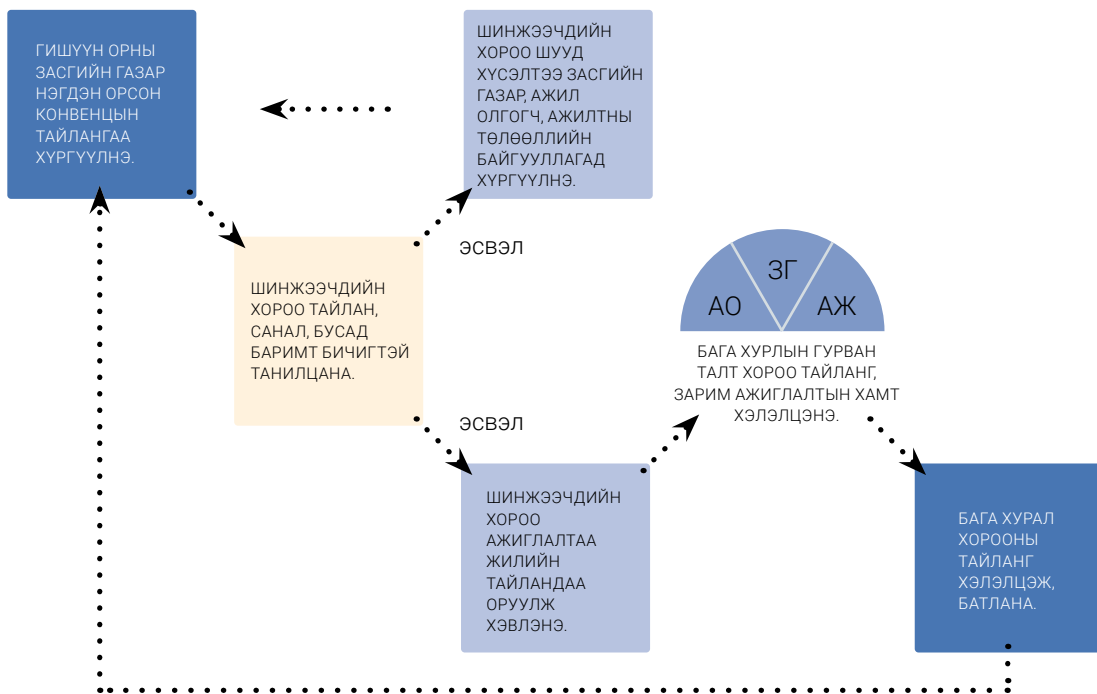 ГИШҮҮН ОРНЫ
ЗАСГИЙН ГАЗАР
НЭГДЭН ОРСОН
КОНВЕНЦЫН
ТАЙЛАНГАА
ХҮРГҮҮЛНЭ.
ШИНЖЭЭЧДИЙН
ХОРОО ШУУД
ХҮСЭЛТЭЭ ЗАСГИЙН
ГАЗАР, АЖИЛ
ОЛГОГЧ, АЖИЛТНЫ
ТӨЛӨӨЛЛИЙН
БАЙГУУЛЛАГАД
ХҮРГҮҮЛНЭ.
ЭСВЭЛ
ШИНЖЭЭЧДИЙН
ХОРОО ТАЙЛАН,
САНАЛ, БУСАД
БАРИМТ БИЧИГТЭЙ
ТАНИЛЦАНА.
ЭСВЭЛ
ШИНЖЭЭЧДИЙН
ХОРОО
АЖИГЛАЛТАА
ЖИЛИЙН
ТАЙЛАНДАА
ОРУУЛЖ
ХЭВЛЭНЭ.
АО
ЗГ
АЖ
БАГА ХУРЛЫН ГУРВАН
ТАЛТ ХОРОО ТАЙЛАНГ,
ЗАРИМ АЖИГЛАЛТЫН ХАМТ
ХЭЛЭЛЦЭНЭ.
БАГА ХУРАЛ
ХОРООНЫ
ТАЙЛАНГ
ХЭЛЭЛЦЭЖ,
БАТЛАНА.